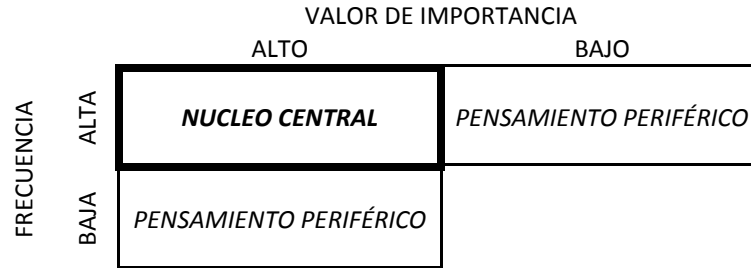 VALOR DE IMPORTANCIA
ALTO BAJO
FRECUENCIA
ALTA
NUCLEO CENTRAL PENSAMIENTO PERIFÉRICO
BAJA
PENSAMIENTO PERIFÉRICO